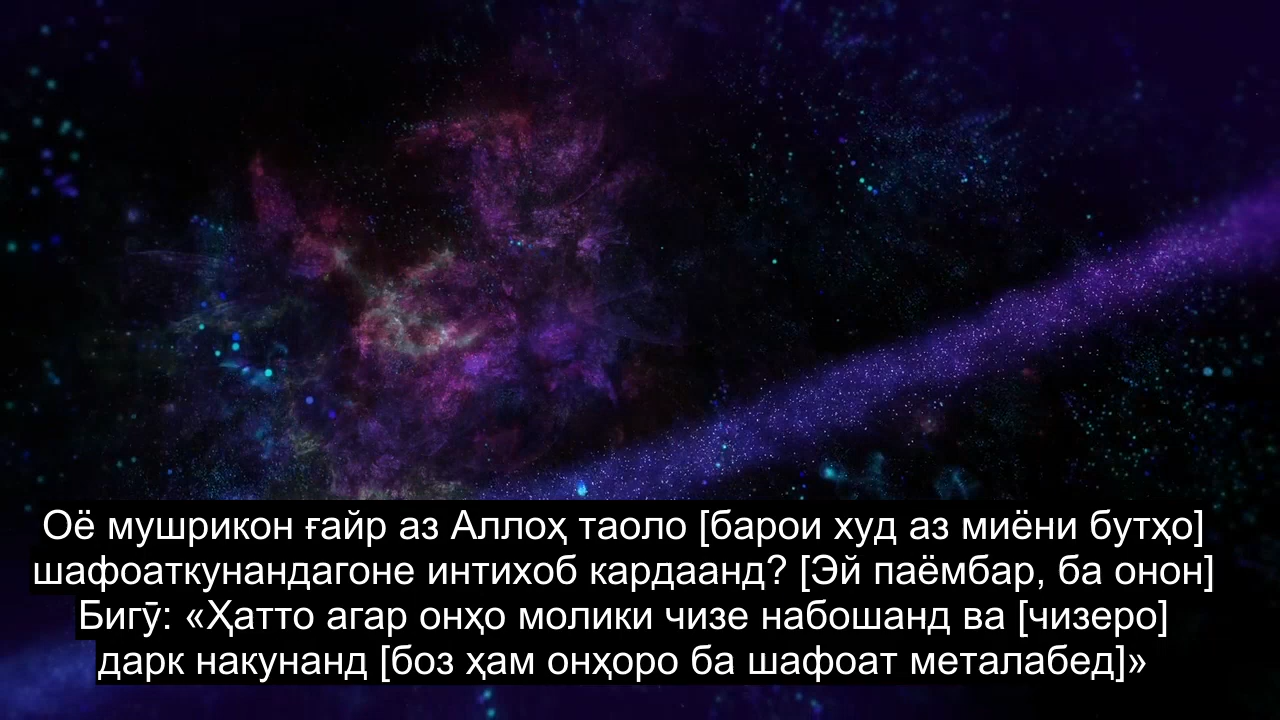 Оё мушрикон ғайр аз Аллоҳ таоло [барои худ аз миёни бутҳо]
шафоаткунандагоне интихоб кардаанд? [Эй паёмбар, ба онон]
Бигӯ: «Ҳатто агар онҳо молики чизе набошанд ва [чизеро]
дарк накунанд [боз ҳам онҳоро ба шафоат металабед]»